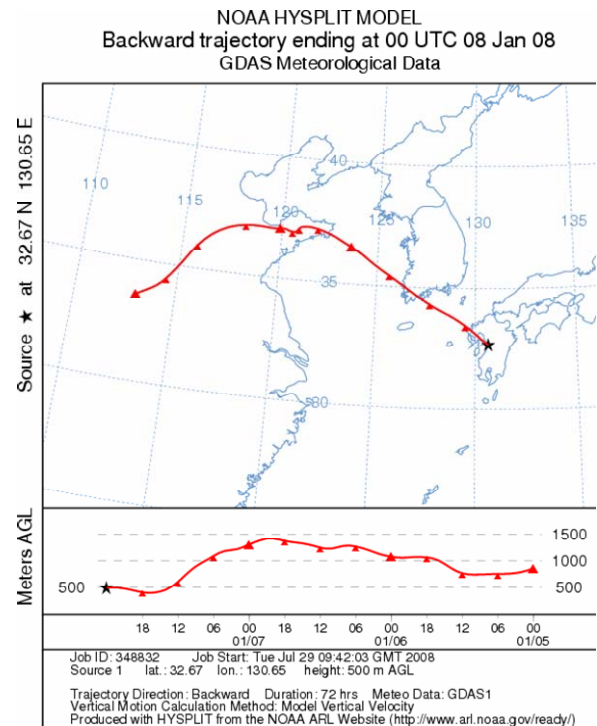 NOAA HYSPLIT MODEL
Backward trajectory ending at 00 UTC 08 Jan 08
GDAS Meteorological Data
Source ★ at 32.67 N 130.65 E
110
115
120
125
130
135
40
35
30
Meters AGL
500
1500
1000
500
18 12 06 00 18 12 06 00 18 12 06 00
01/07 01/06 01/05
Job ID: 348832 Job Start: Tue Jul 29 09:42:03 GMT 2008
Source 1 lat.: 32.67 lon.: 130.65 height: 500 m AGL
Trajectory Direction: Backward Duration: 72 hrs Meteo Data: GDAS1
Vertical Motion Calculation Method: Model Vertical Velocity
Produced with HYSPLIT from the NOAA ARL Website (http://www.arl.noaa.gov/ready/)